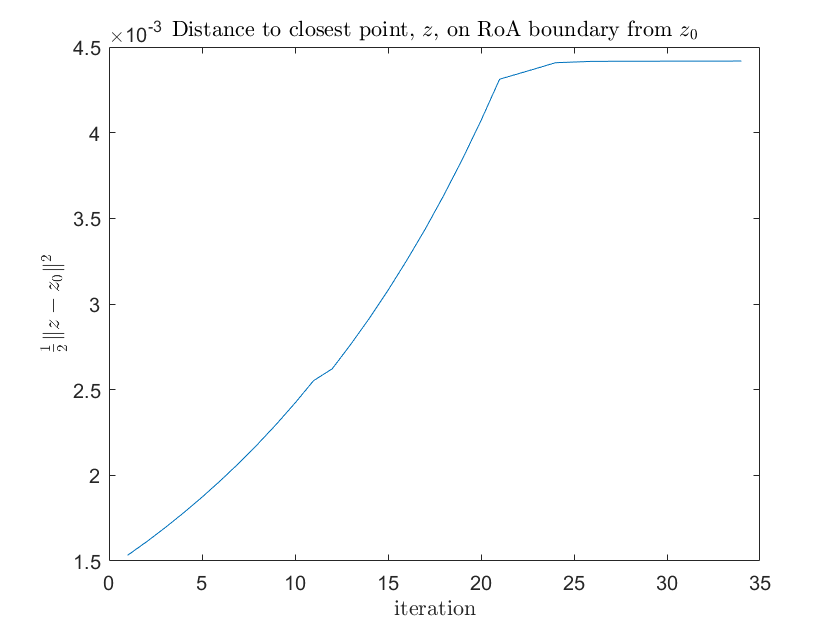 ×10⁻³ Distance to closest point, z, on RoA boundary from z₀
4.5
4
3.5
3
2.5
2
1.5
½‖z − z₀‖²
0 5 10 15 20 25 30 35
iteration